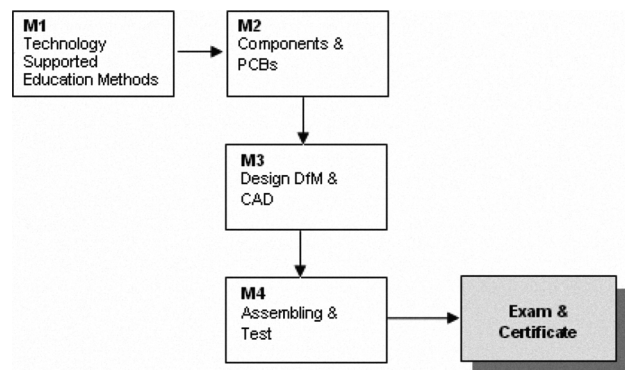 M1
Technology
Supported
Education Methods
M2
Components &
PCBs
M3
Design DfM &
CAD
M4
Assembling &
Test
Exam &
Certificate